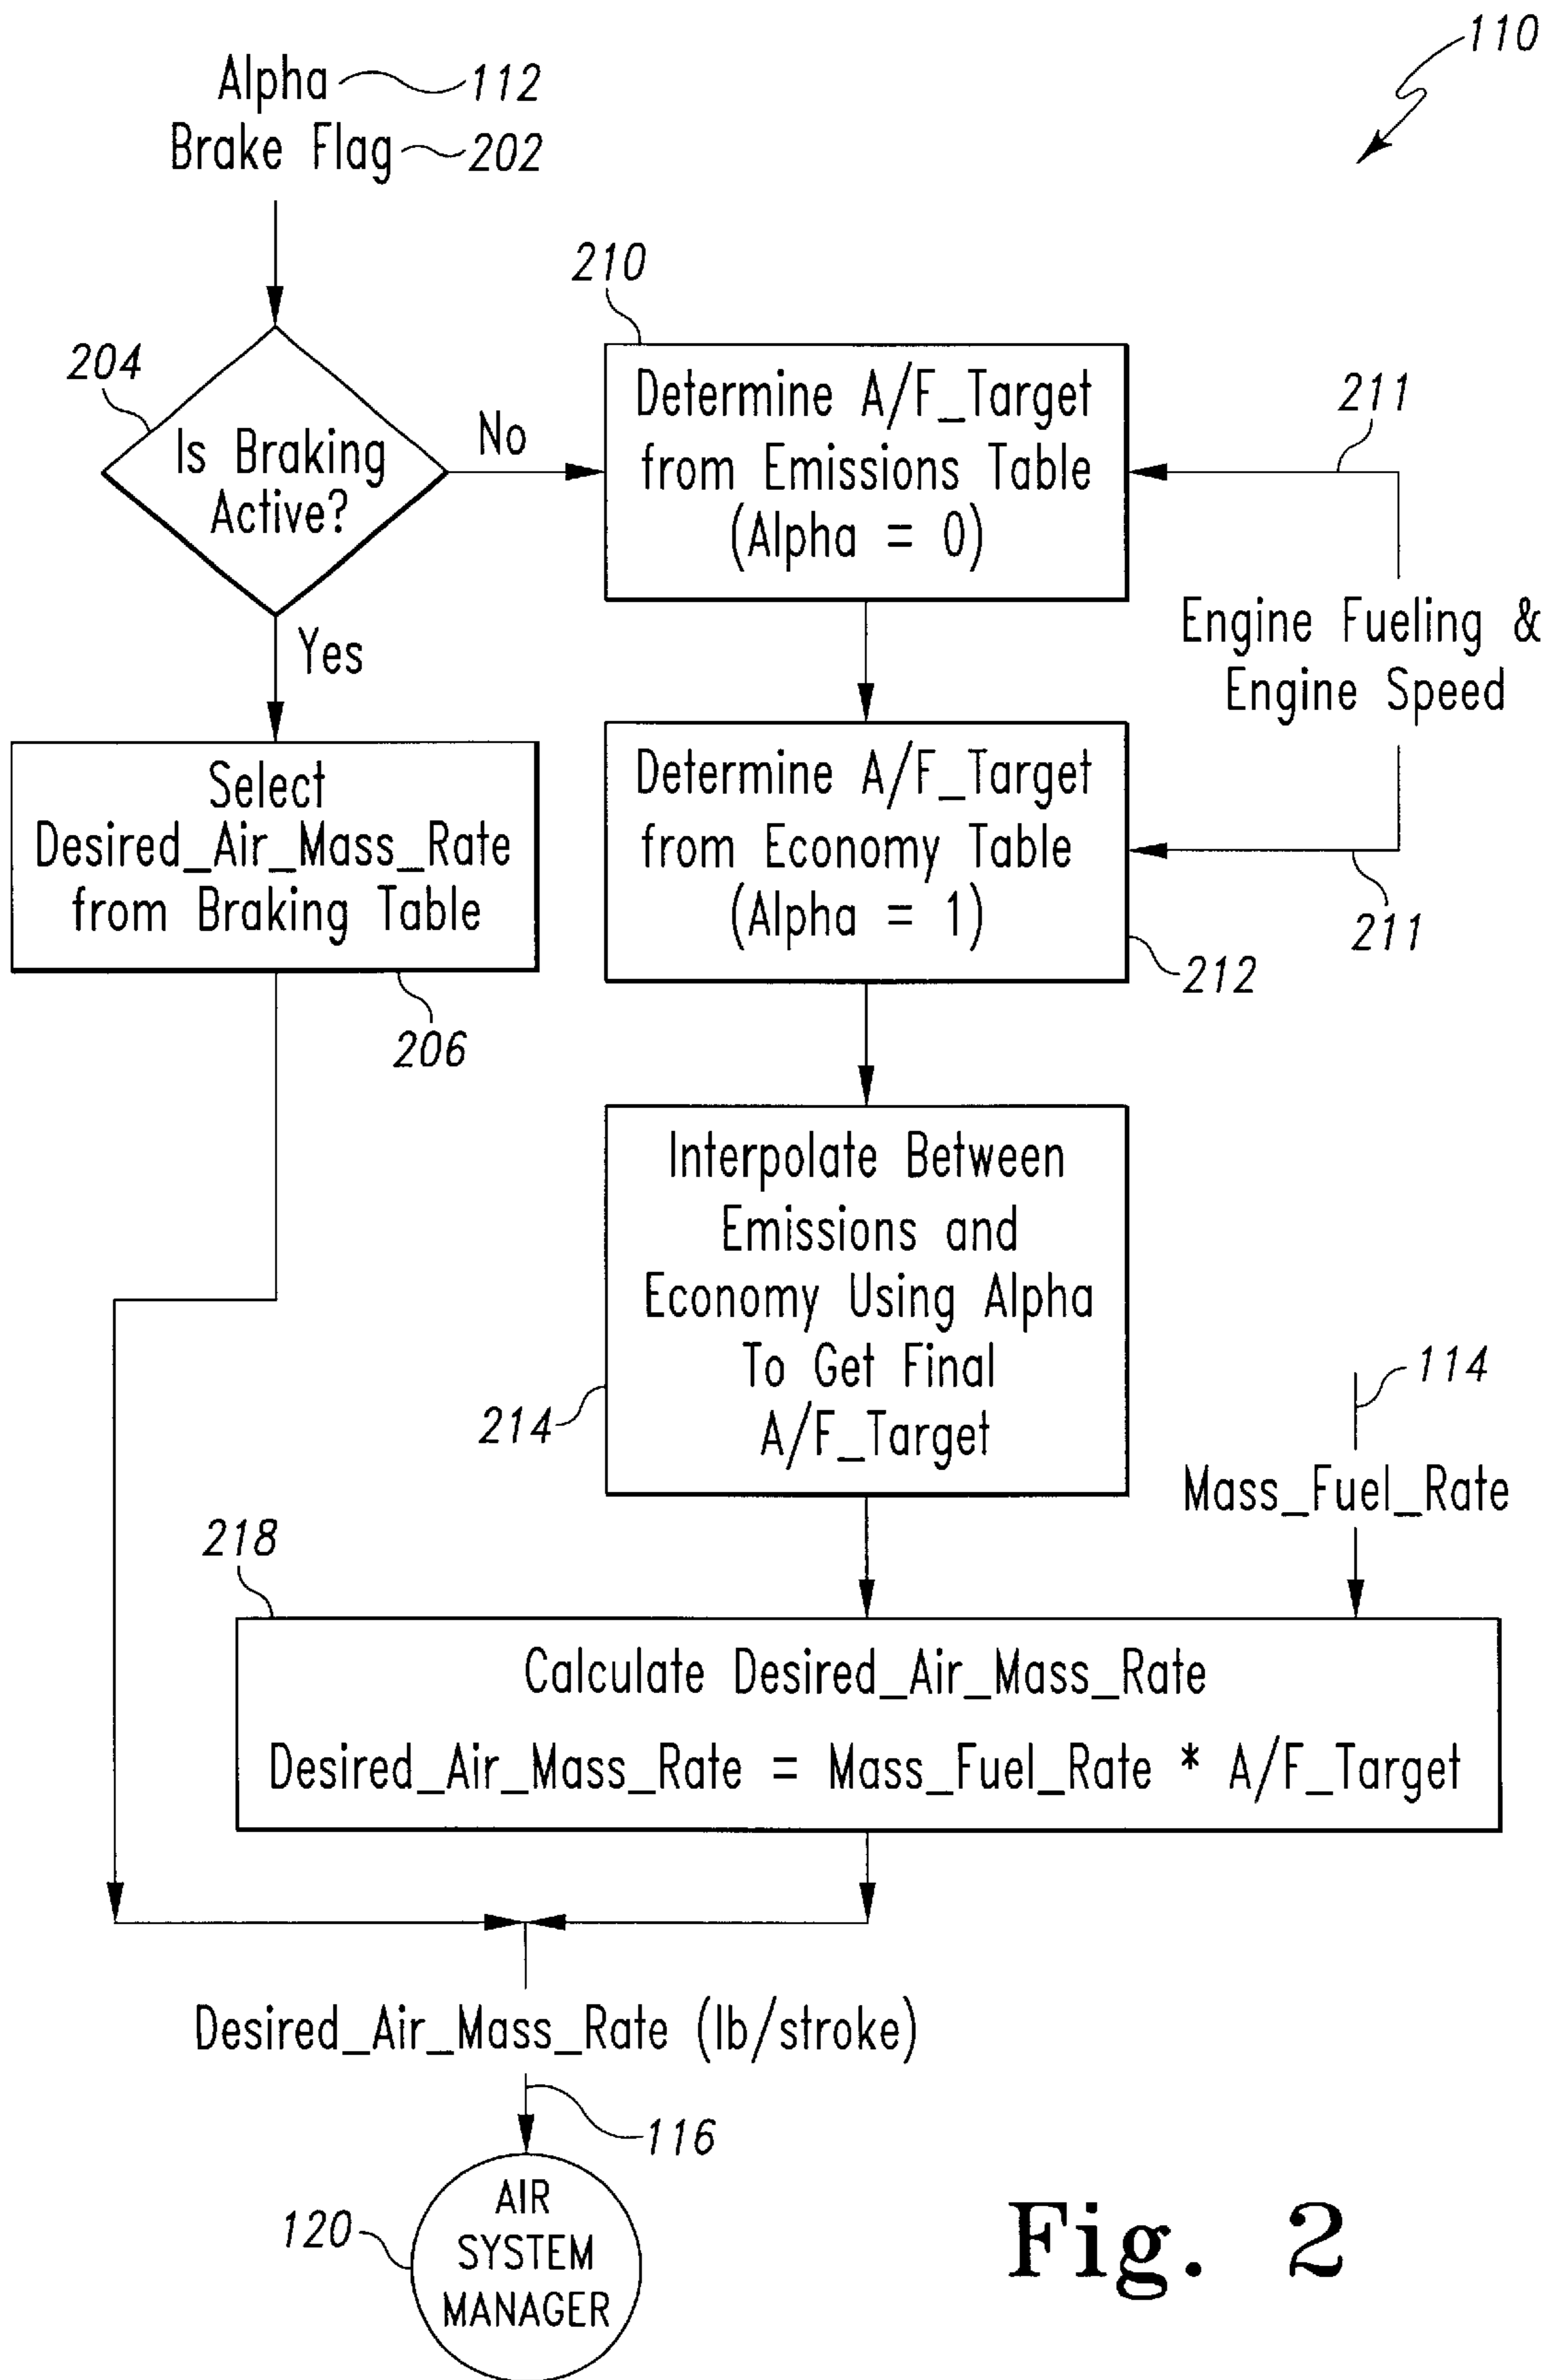 110
Alpha 112
Brake Flag 202
210
204
Is Braking
Active?
No
Yes
Determine A/F_Target
from Emissions Table
(Alpha = 0)
211
Engine Fueling &
Engine Speed
Select
Desired_Air_Mass_Rate
from Braking Table
206
Determine A/F_Target
from Economy Table
(Alpha = 1)
211
212
Interpolate Between
Emissions and
Economy Using Alpha
To Get Final
A/F_Target
214
114
Mass_Fuel_Rate
218
Calculate Desired_Air_Mass_Rate
Desired_Air_Mass_Rate = Mass_Fuel_Rate * A/F_Target
Desired_Air_Mass_Rate (lb/stroke)
116
120
AIR
SYSTEM
MANAGER
Fig. 2